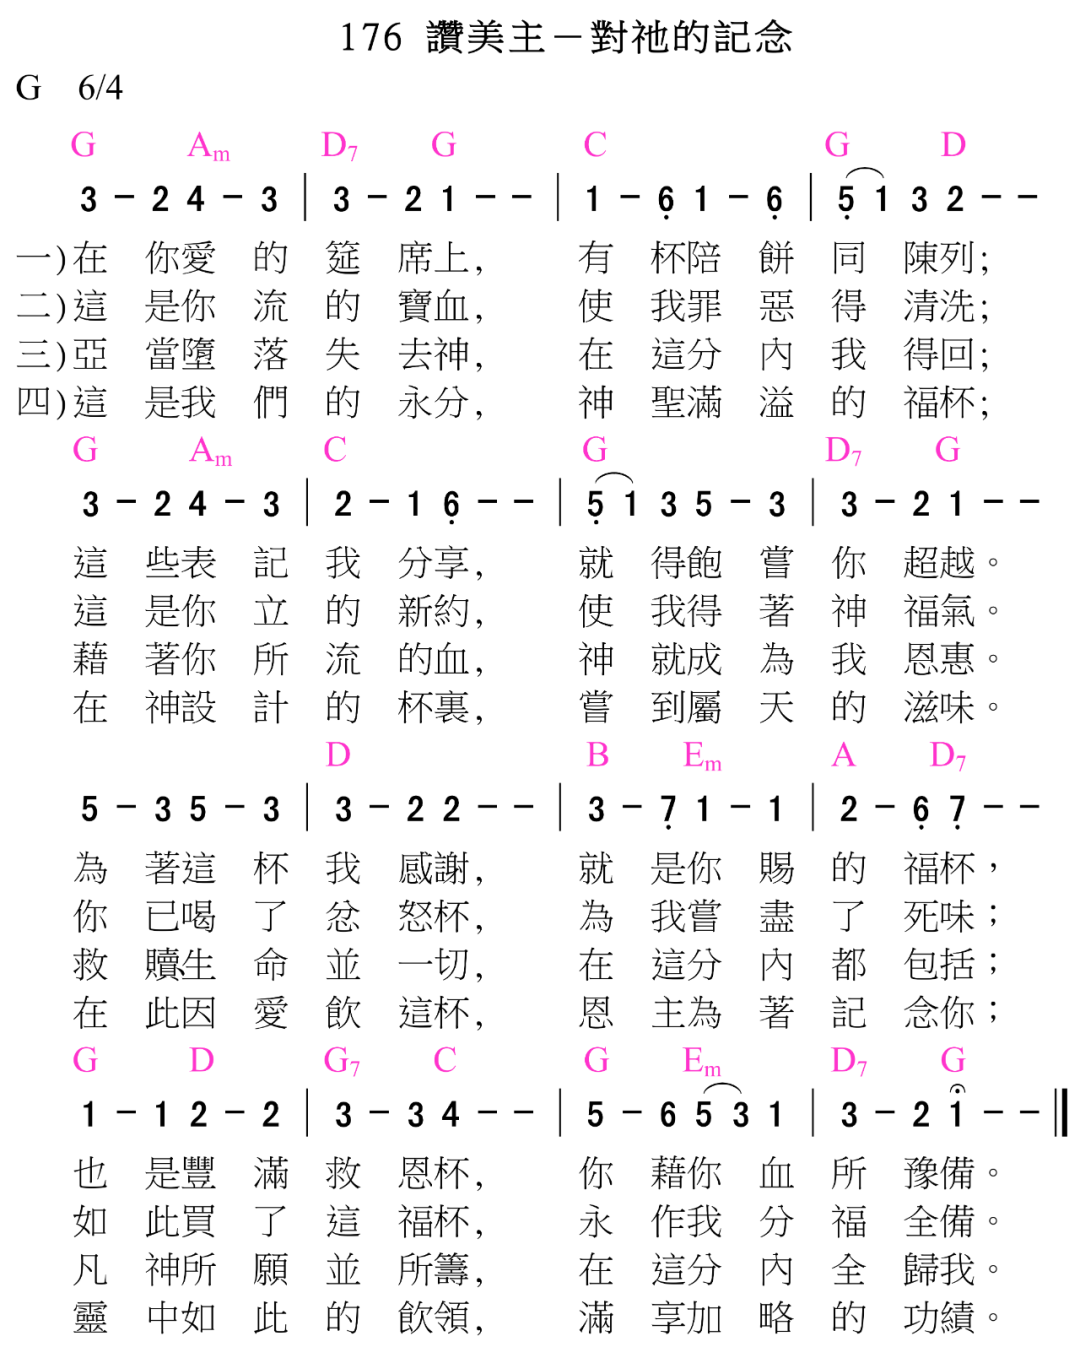 176 讚美主－對祂的記念
G 6/4
G Am D7 G C G D
3 - 2 4 - 3 | 3 - 2 1 - - | 1 - 6̣ 1 - 6̣ | 5̣ 1 3 2 - -
一)在 你愛 的 筵 席上, 有 杯陪 餅 同 陳列;
二)這 是你 流 的 寶血, 使 我罪 惡 得 清洗;
三)亞 當墮 落 失 去神, 在 這分 內 我 得回;
四)這 是我 們 的 永分, 神 聖滿 溢 的 福杯;
G Am C G D7 G
3 - 2 4 - 3 | 2 - 1 6̣ - - | 5̣ 1 3 5 - 3 | 3 - 2 1 - -
這 些表 記 我 分享, 就 得飽 嘗 你 超越。
這 是你 立 的 新約, 使 我得 著 神 福氣。
藉 著你 所 流 的血, 神 就成 為 我 恩惠。
在 神設 計 的 杯裏, 嘗 到屬 天 的 滋味。
D B Em A D7
5 - 3 5 - 3 | 3 - 2 2 - - | 3 - 7̣ 1 - 1 | 2 - 6̣ 7̣ - -
為 著這 杯 我 感謝, 就 是你 賜 的 福杯，
你 已喝 了 忿 怒杯, 為 我嘗 盡 了 死味；
救 贖、生 命 並 一切, 在 這分 內 都 包括；
在 此因 愛 飲 這杯, 恩 主為 著 記 念你；
G D G7 C G Em D7 G
1 - 1 2 - 2 | 3 - 3 4 - - | 5 - 6 5 3 1 | 3 - 2 1 - - ‖
也 是豐 滿 救 恩杯, 你 藉你 血 所 豫備。
如 此買 了 這 福杯, 永 作我 分 福 全備。
凡 神所 願 並 所籌, 在 這分 內 全 歸我。
靈 中如 此 的 飲領, 滿 享加 略 的 功績。